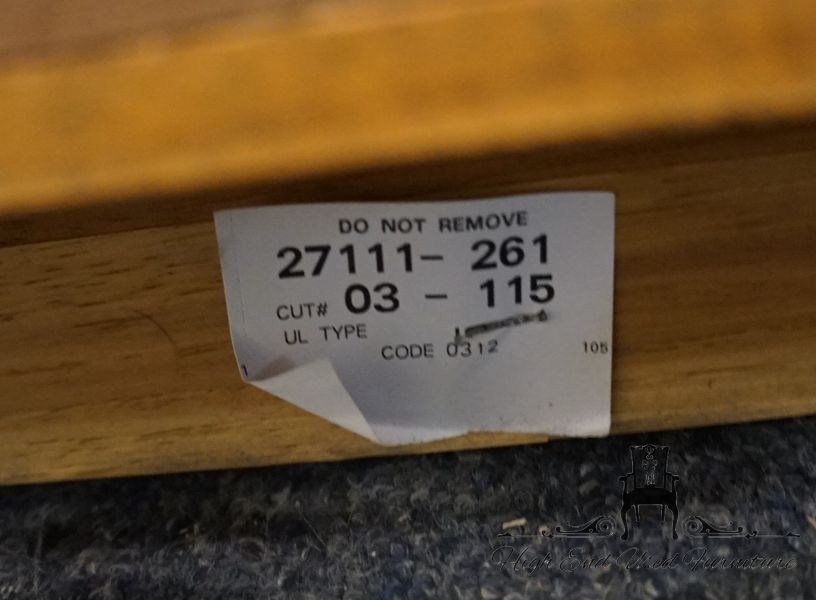 DO NOT REMOVE
27111- 261
CUT# 03 - 115
UL TYPE
CODE 0312
105
1
High End Used Furniture